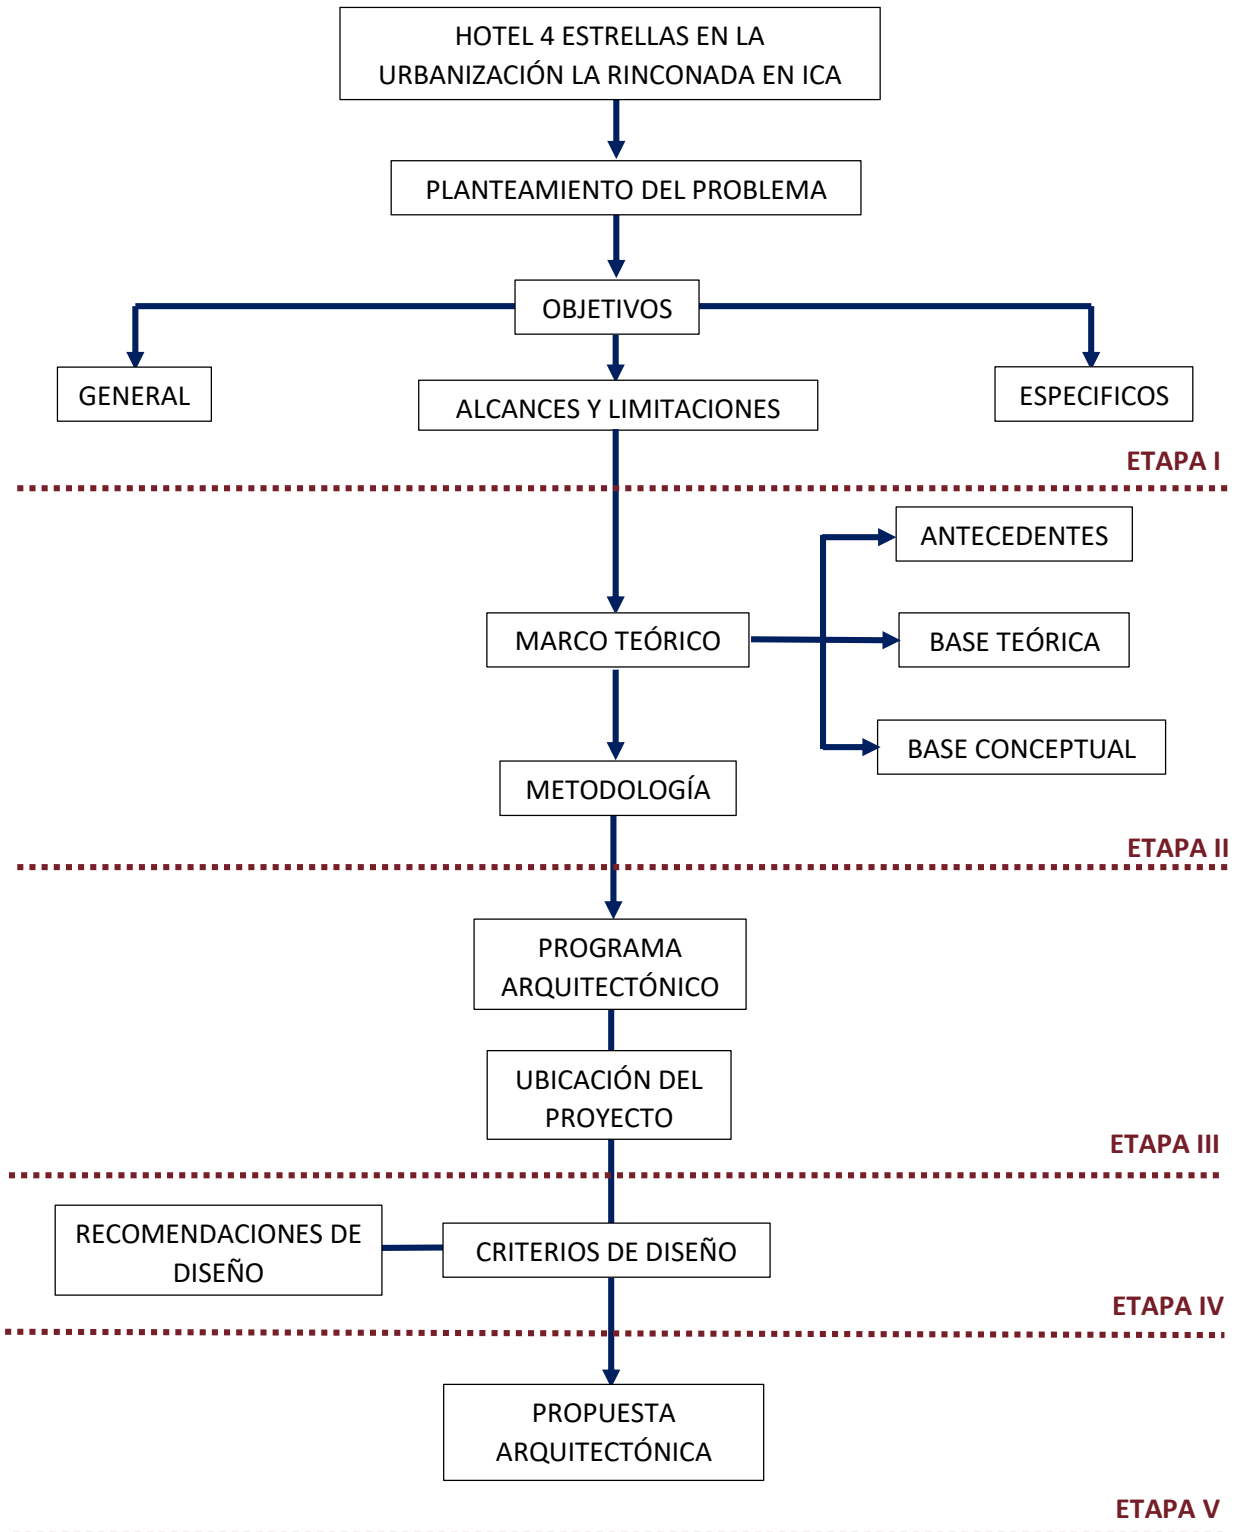 HOTEL 4 ESTRELLAS EN LA
URBANIZACIÓN LA RINCONADA EN ICA
PLANTEAMIENTO DEL PROBLEMA
OBJETIVOS
GENERAL
ALCANCES Y LIMITACIONES
ESPECIFICOS
ETAPA I
ANTECEDENTES
MARCO TEÓRICO
BASE TEÓRICA
BASE CONCEPTUAL
METODOLOGÍA
ETAPA II
PROGRAMA
ARQUITECTÓNICO
UBICACIÓN DEL
PROYECTO
ETAPA III
RECOMENDACIONES DE
DISEÑO
CRITERIOS DE DISEÑO
ETAPA IV
PROPUESTA
ARQUITECTÓNICA
ETAPA V